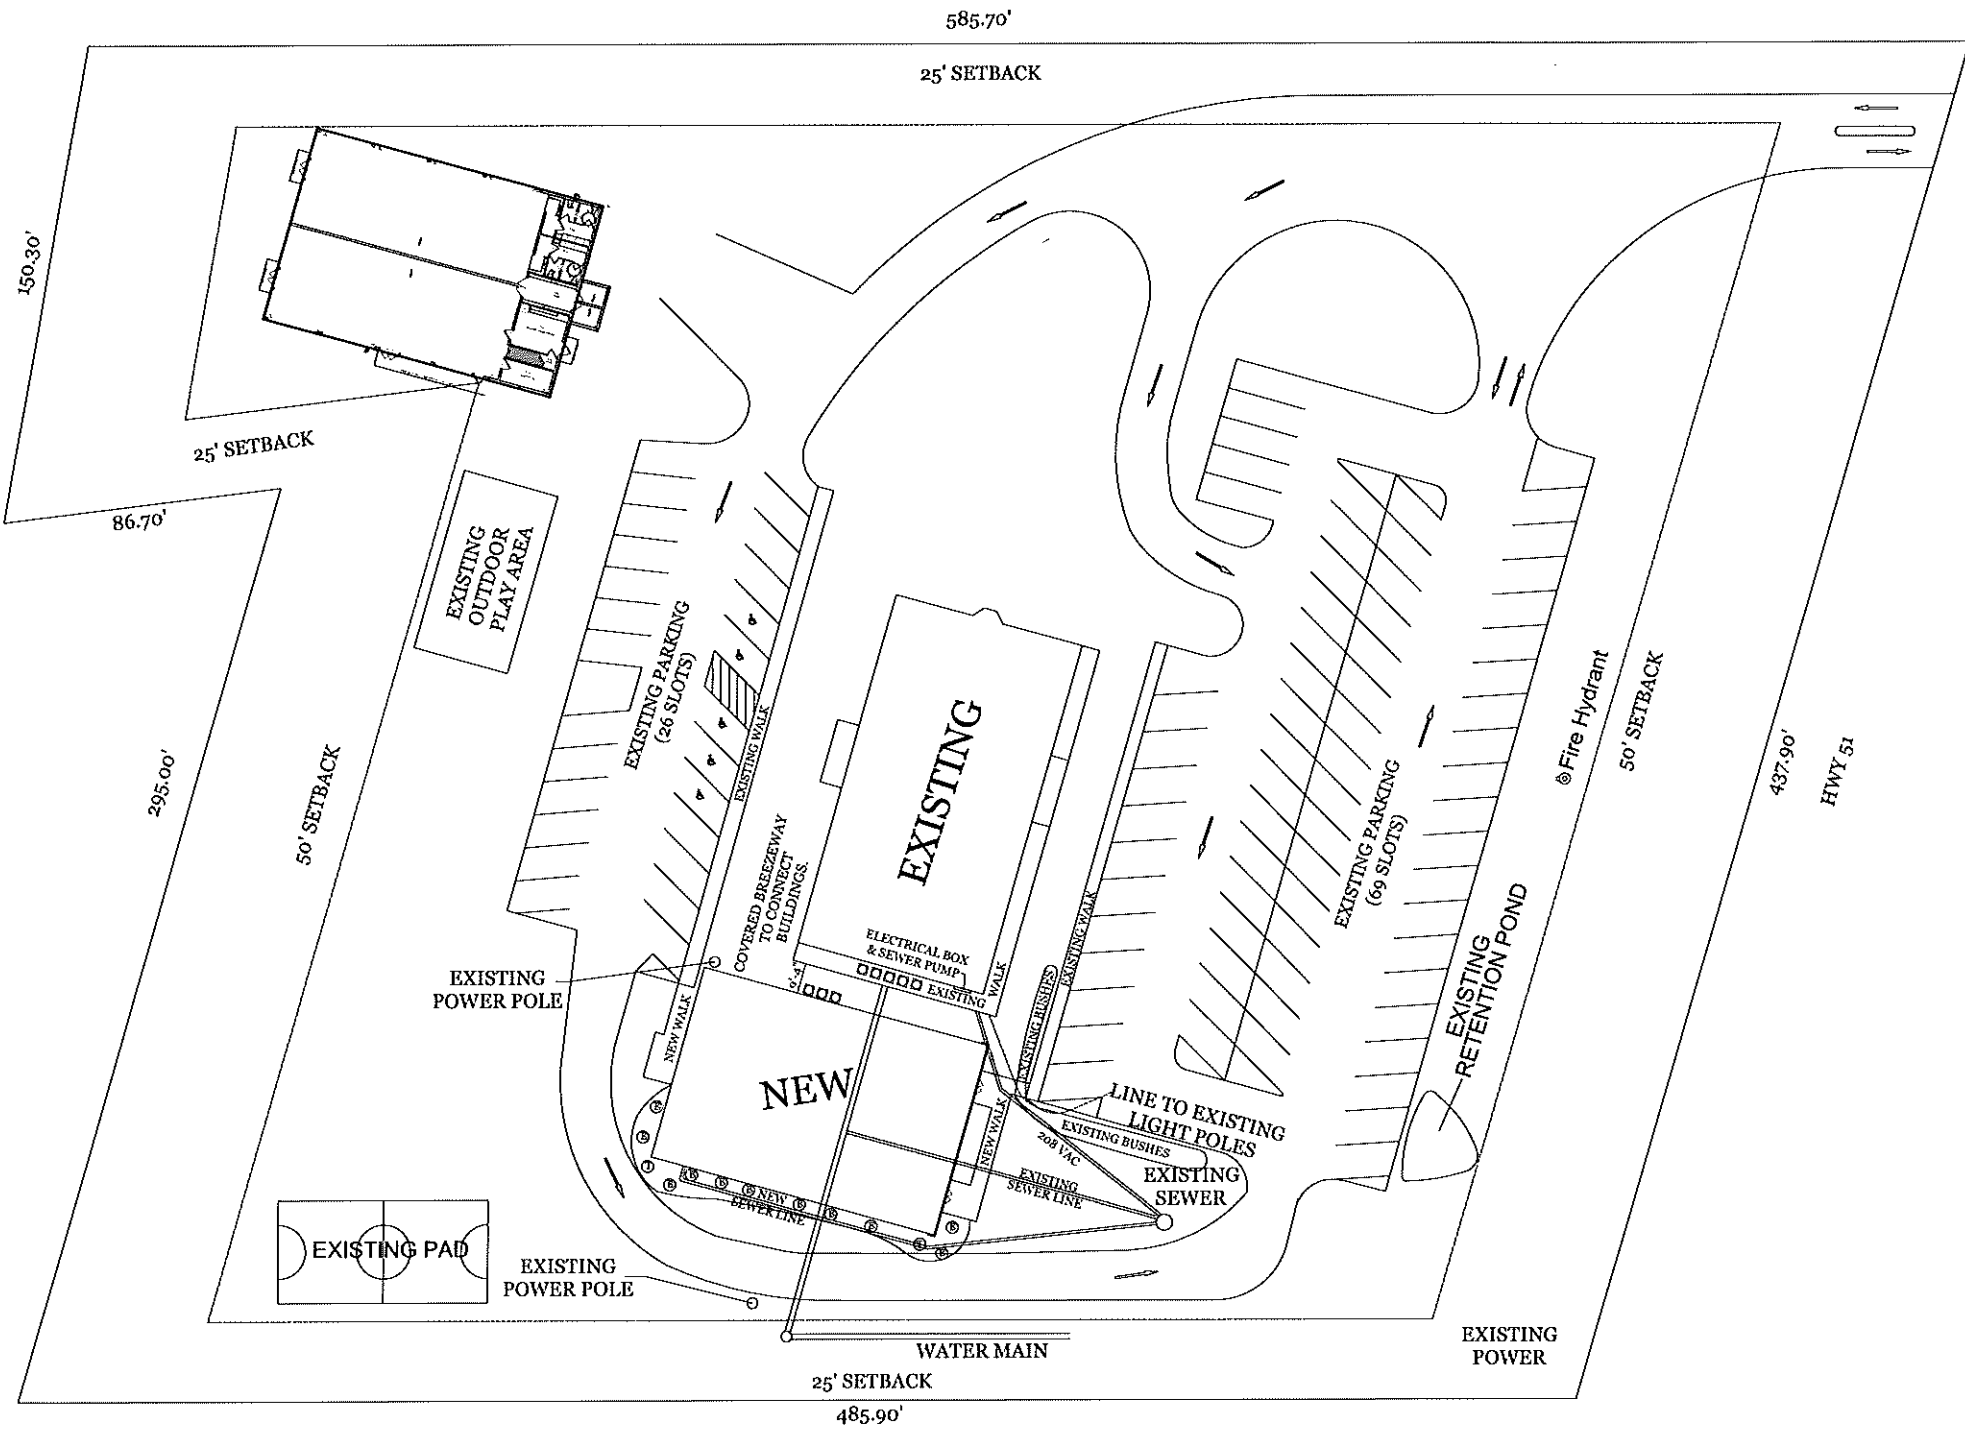 585.70'
25' SETBACK
150.30'
25' SETBACK
86.70'
EXISTING
OUTDOOR
PLAY AREA
EXISTING PARKING
(26 SLOTS)
EXISTING WALK
EXISTING
Fire Hydrant
50' SETBACK
437.90'
HWY 51
295.00'
50' SETBACK
COVERED BREEZEWAY
TO CONNECT
BUILDINGS.
EXISTING PARKING
(69 SLOTS)
EXISTING WALK
ELECTRICAL BOX
& SEWER PUMP
EXISTING
WALK
EXISTING BUSHES
EXISTING
RETENTION POND
EXISTING
POWER POLE
NEW WALK
NEW
LINE TO EXISTING
LIGHT POLES
EXISTING BUSHES
208 VAC
NEW WALK
EXISTING
SEWER LINE
EXISTING
SEWER
NEW
SEWER LINE
EXISTING PAD
EXISTING
POWER POLE
WATER MAIN
EXISTING
POWER
25' SETBACK
485.90'